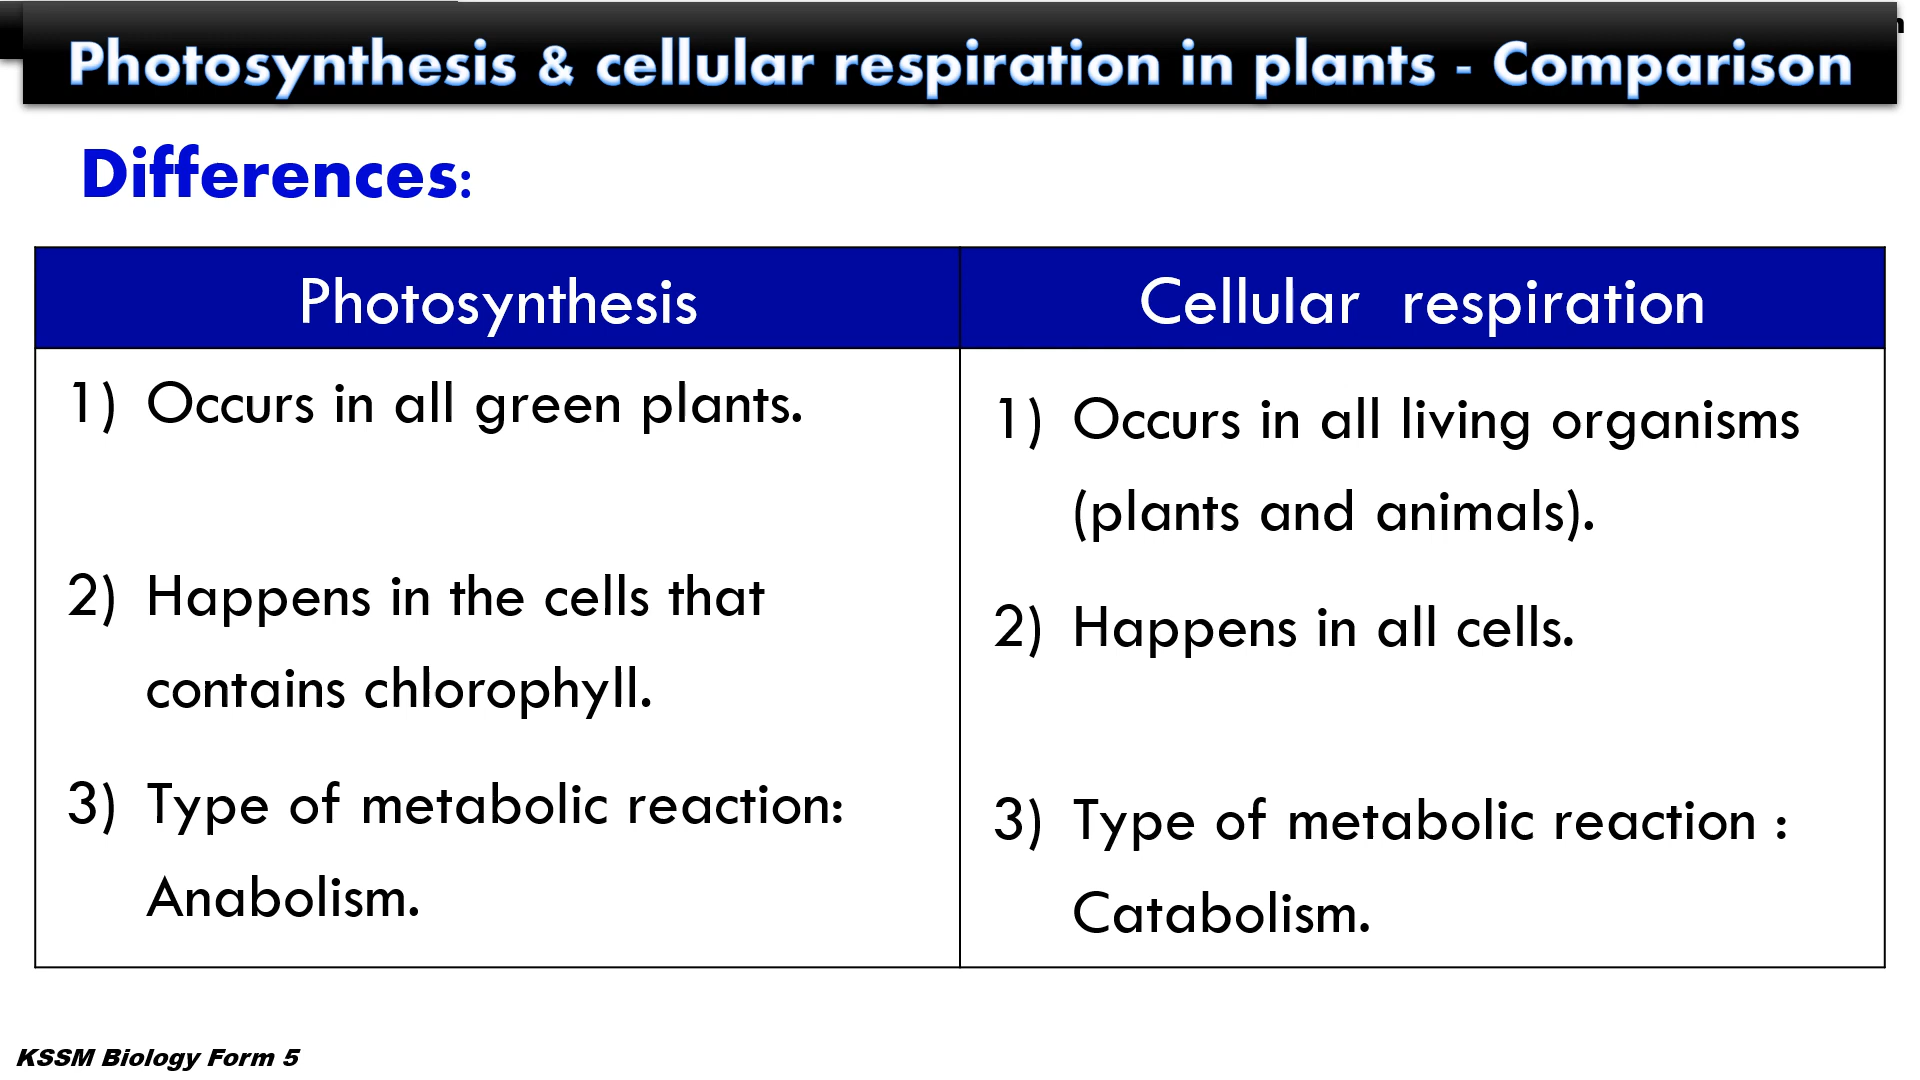 Photosynthesis & cellular respiration in plants - Comparison
Differences:
Photosynthesis
Cellular respiration
1) Occurs in all green plants.
2) Happens in the cells that
contains chlorophyll.
3) Type of metabolic reaction:
Anabolism.
1) Occurs in all living organisms
(plants and animals).
2) Happens in all cells.
3) Type of metabolic reaction :
Catabolism.
KSSM Biology Form 5